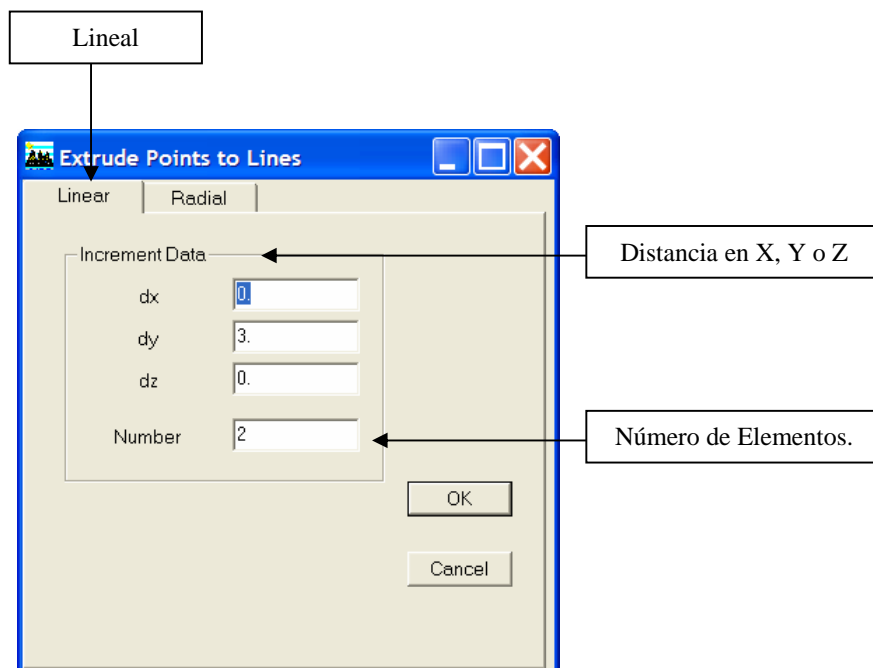 Lineal
Extrude Points to Lines
Linear Radial
Increment Data
Distancia en X, Y o Z
dx 0.
dy 3.
dz 0.
Number 2
Número de Elementos.
OK
Cancel